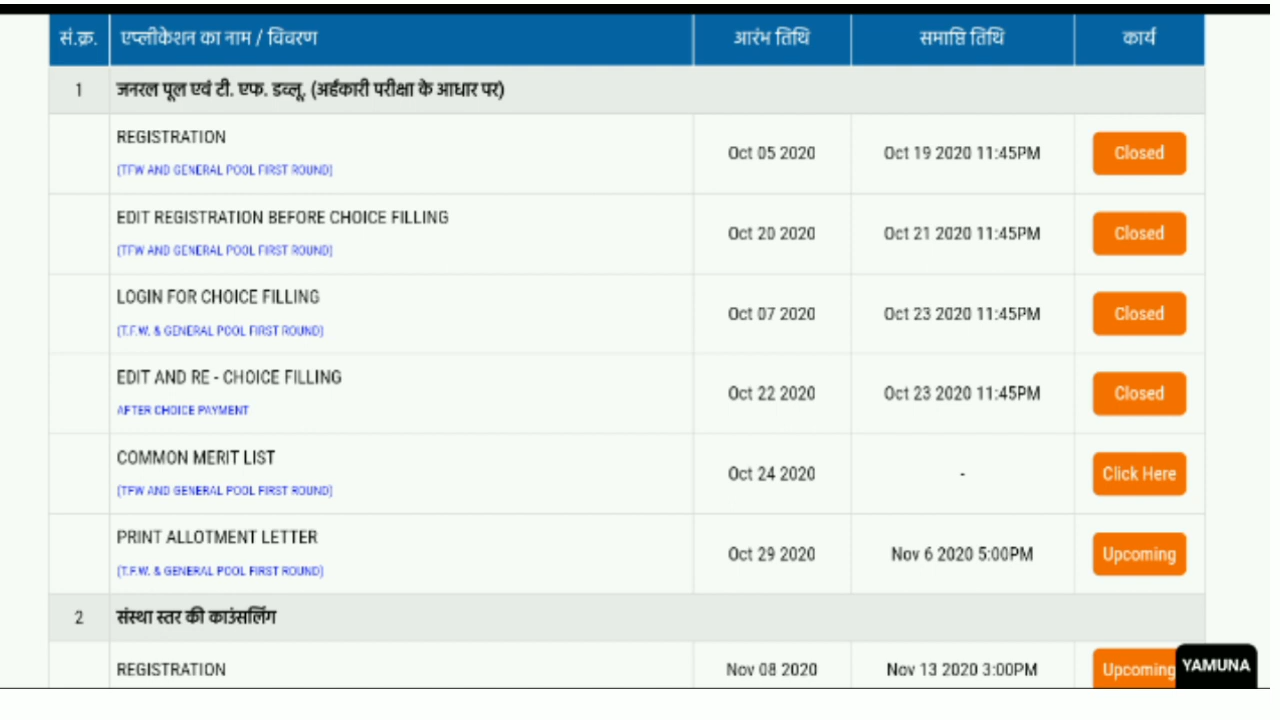 सं.क्र. एप्लीकेशन का नाम / विवरण आरंभ तिथि समाप्ति तिथि कार्य
1 जनरल पूल एवं टी. एफ. डब्लू. (अर्हकारी परीक्षा के आधार पर)
REGISTRATION
(TFW AND GENERAL POOL FIRST ROUND)
Oct 05 2020 Oct 19 2020 11:45PM Closed
EDIT REGISTRATION BEFORE CHOICE FILLING
(TFW AND GENERAL POOL FIRST ROUND)
Oct 20 2020 Oct 21 2020 11:45PM Closed
LOGIN FOR CHOICE FILLING
(T.F.W. & GENERAL POOL FIRST ROUND)
Oct 07 2020 Oct 23 2020 11:45PM Closed
EDIT AND RE - CHOICE FILLING
AFTER CHOICE PAYMENT
Oct 22 2020 Oct 23 2020 11:45PM Closed
COMMON MERIT LIST
(TFW AND GENERAL POOL FIRST ROUND)
Oct 24 2020 - Click Here
PRINT ALLOTMENT LETTER
(T.F.W. & GENERAL POOL FIRST ROUND)
Oct 29 2020 Nov 6 2020 5:00PM Upcoming
2 संस्था स्तर की काउंसलिंग
REGISTRATION Nov 08 2020 Nov 13 2020 3:00PM Upcoming
YAMUNA